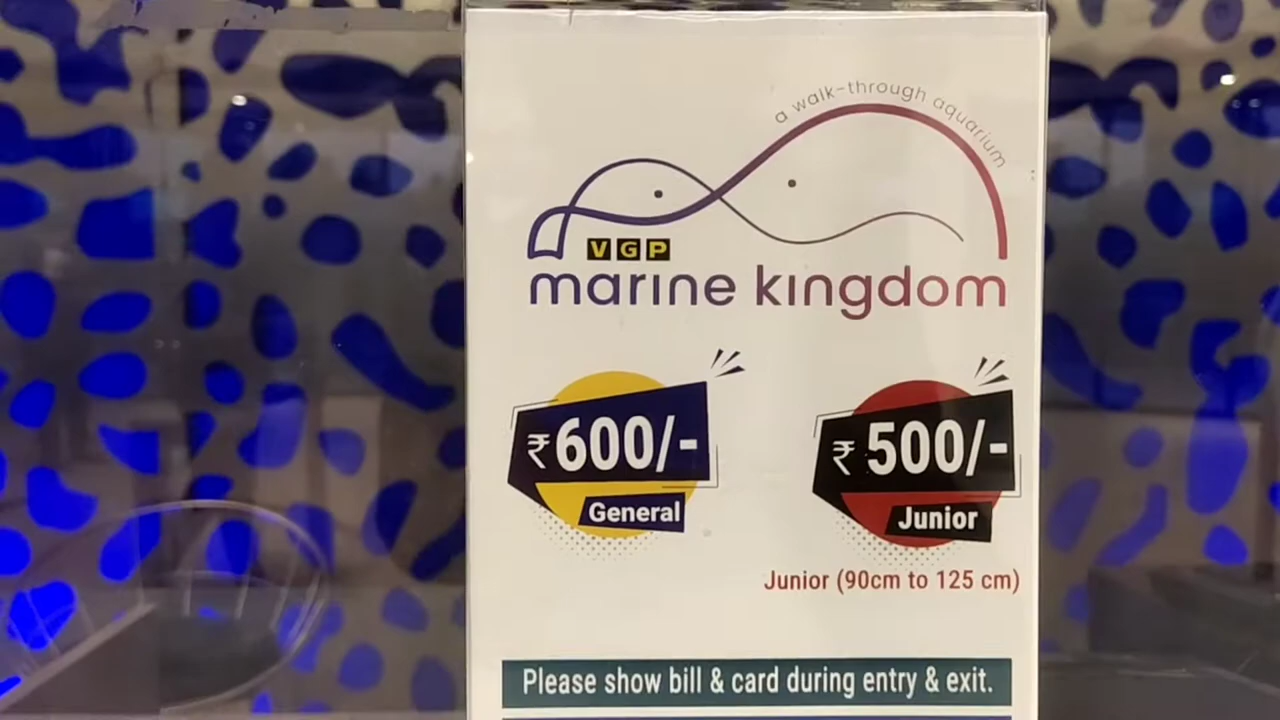 a walk-through aquarium
VGP
marine kingdom
₹600/-
General
₹500/-
Junior
Junior (90cm to 125 cm)
Please show bill & card during entry & exit.